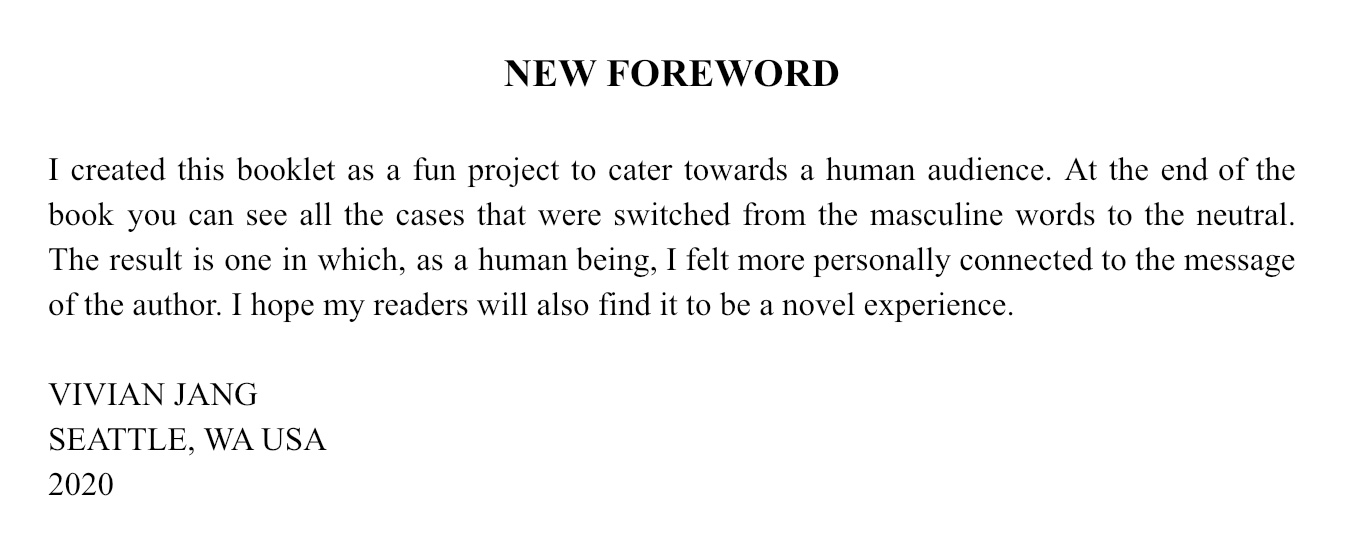 NEW FOREWORD
I created this booklet as a fun project to cater towards a human audience. At the end of the
book you can see all the cases that were switched from the masculine words to the neutral.
The result is one in which, as a human being, I felt more personally connected to the message
of the author. I hope my readers will also find it to be a novel experience.
VIVIAN JANG
SEATTLE, WA USA
2020